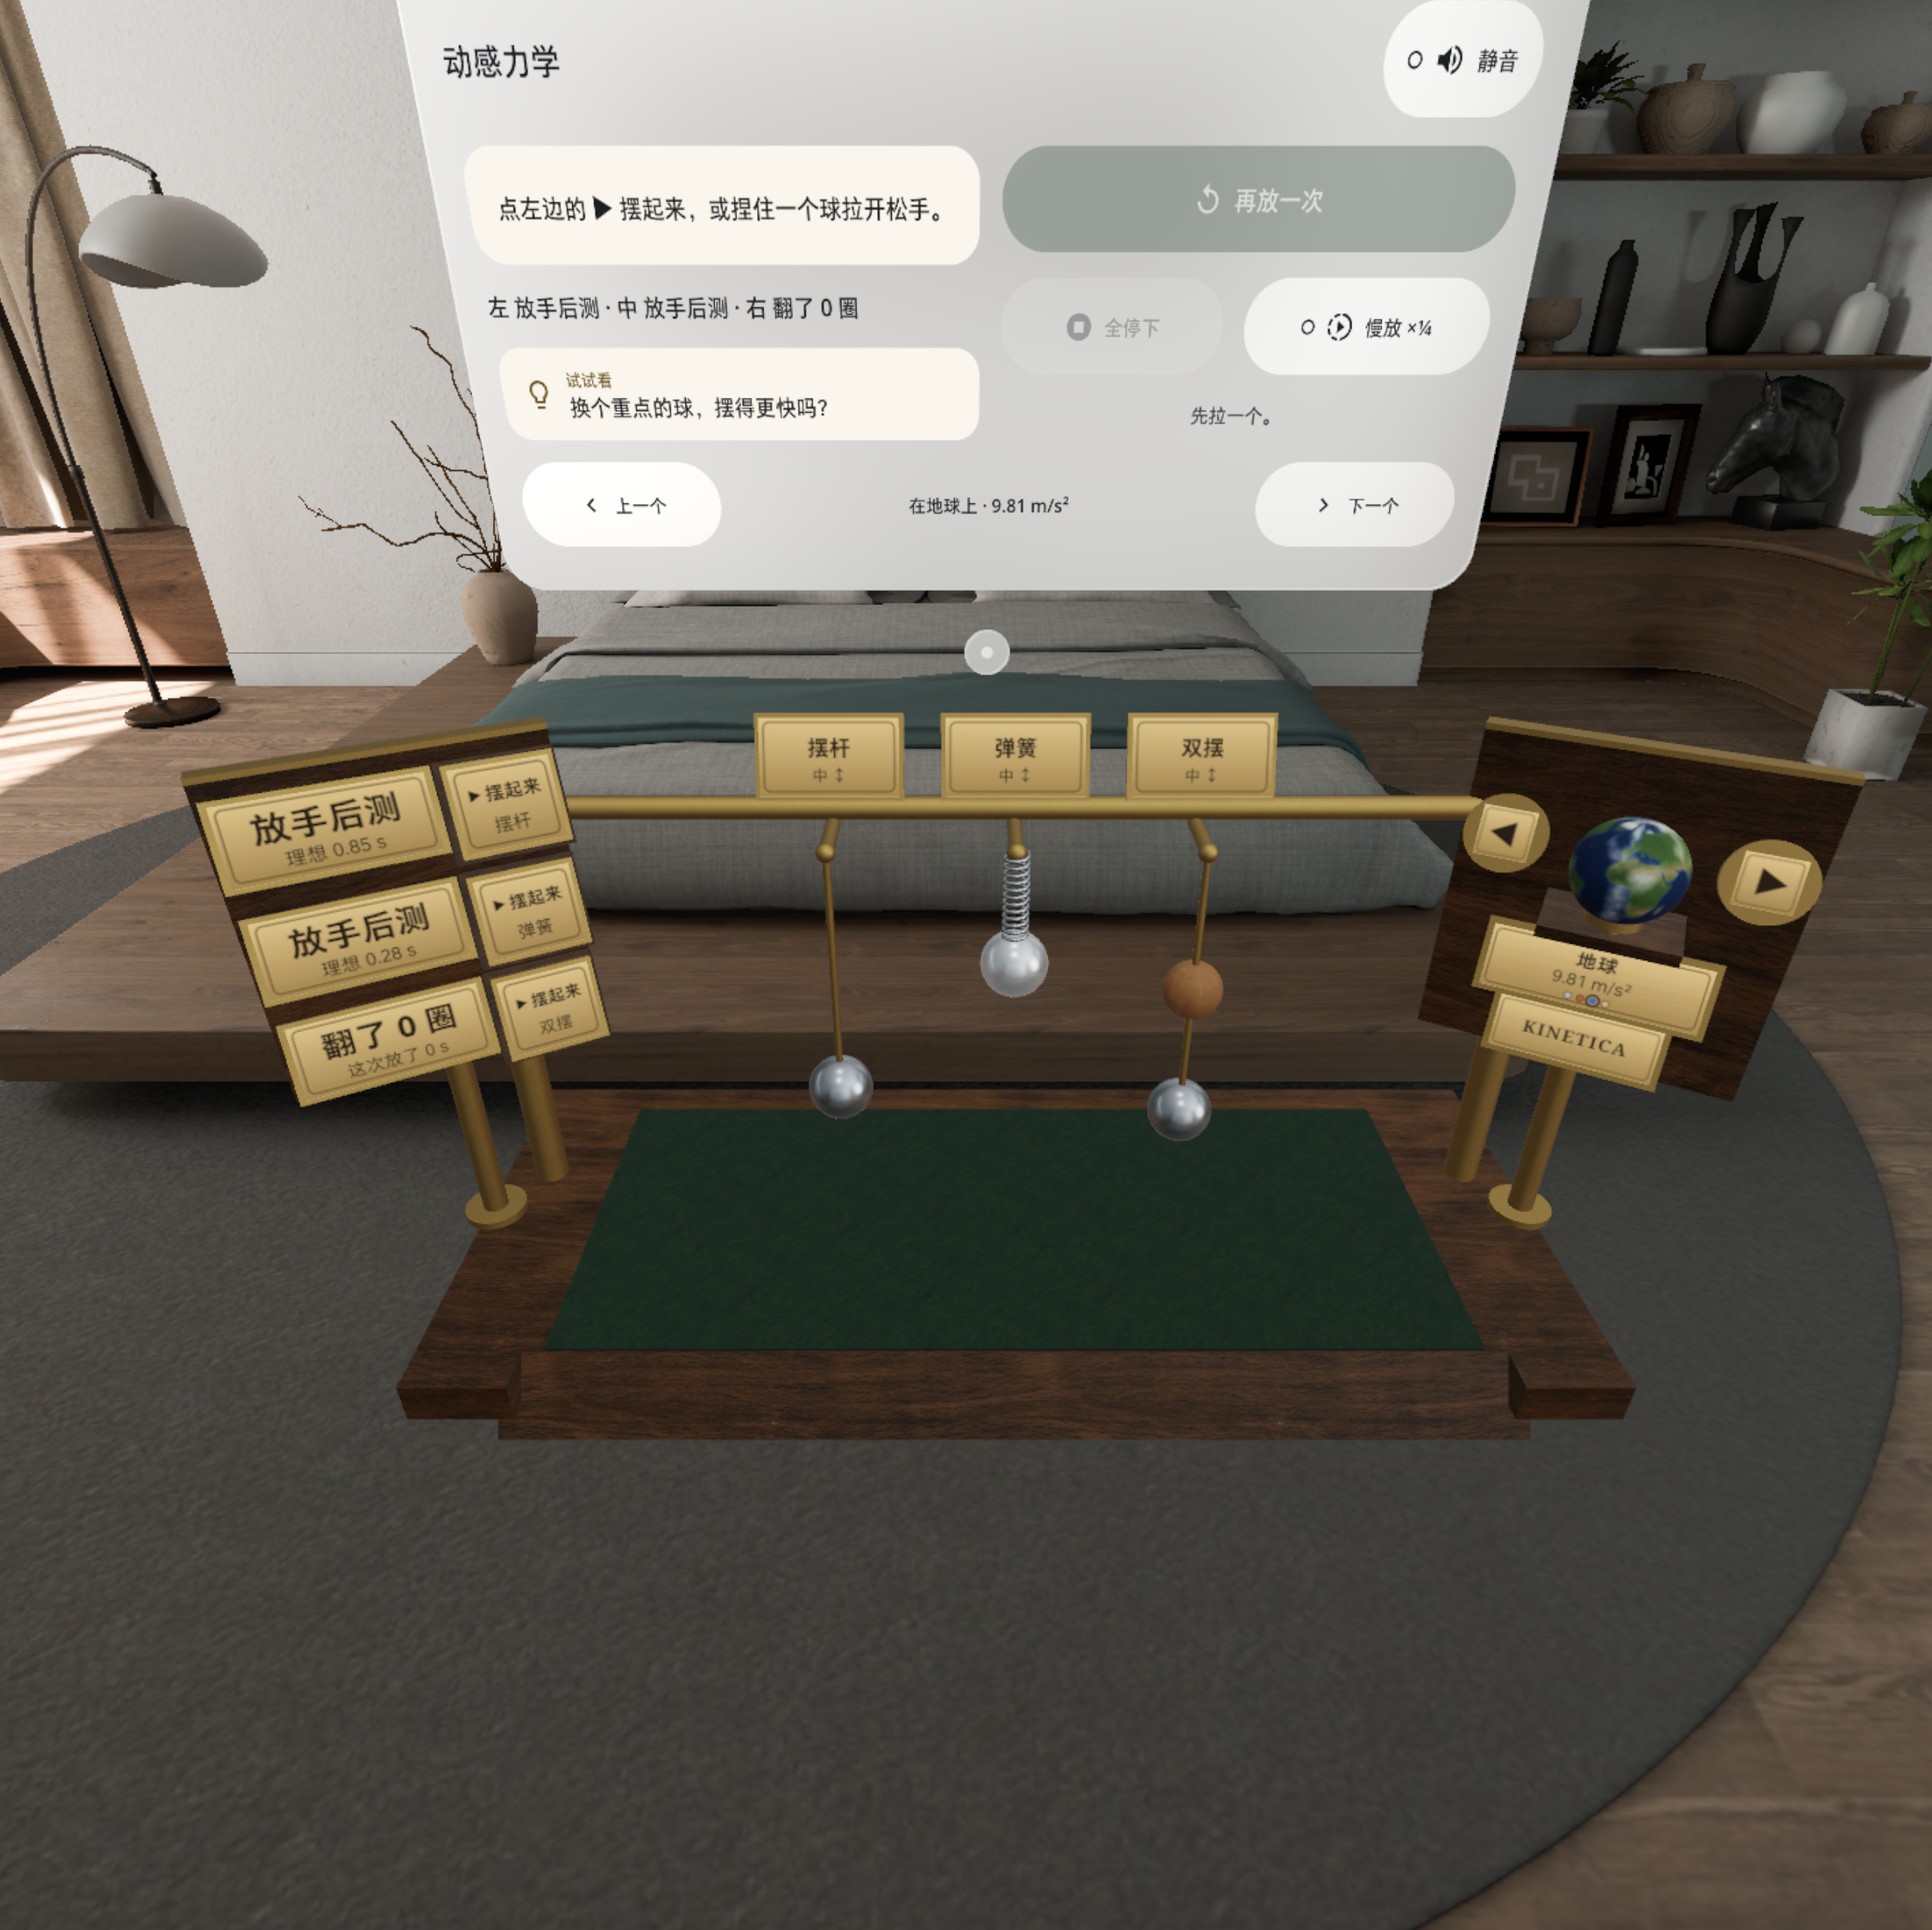 动感力学
静音
点左边的 ▶ 摆起来，或捏住一个球拉开松手。
再放一次
左 放手后测 · 中 放手后测 · 右 翻了 0 圈
全停下
慢放 ×¼
试试看
换个重点的球，摆得更快吗？
先拉一个。
上一个
在地球上 · 9.81 m/s²
下一个
摆杆
中 ↕
弹簧
中 ↕
双摆
中 ↕
放手后测
理想 0.85 s
▶ 摆起来
摆杆
放手后测
理想 0.28 s
▶ 摆起来
弹簧
翻了 0 圈
这次放了 0 s
▶ 摆起来
双摆
地球
9.81 m/s²
KINETICA